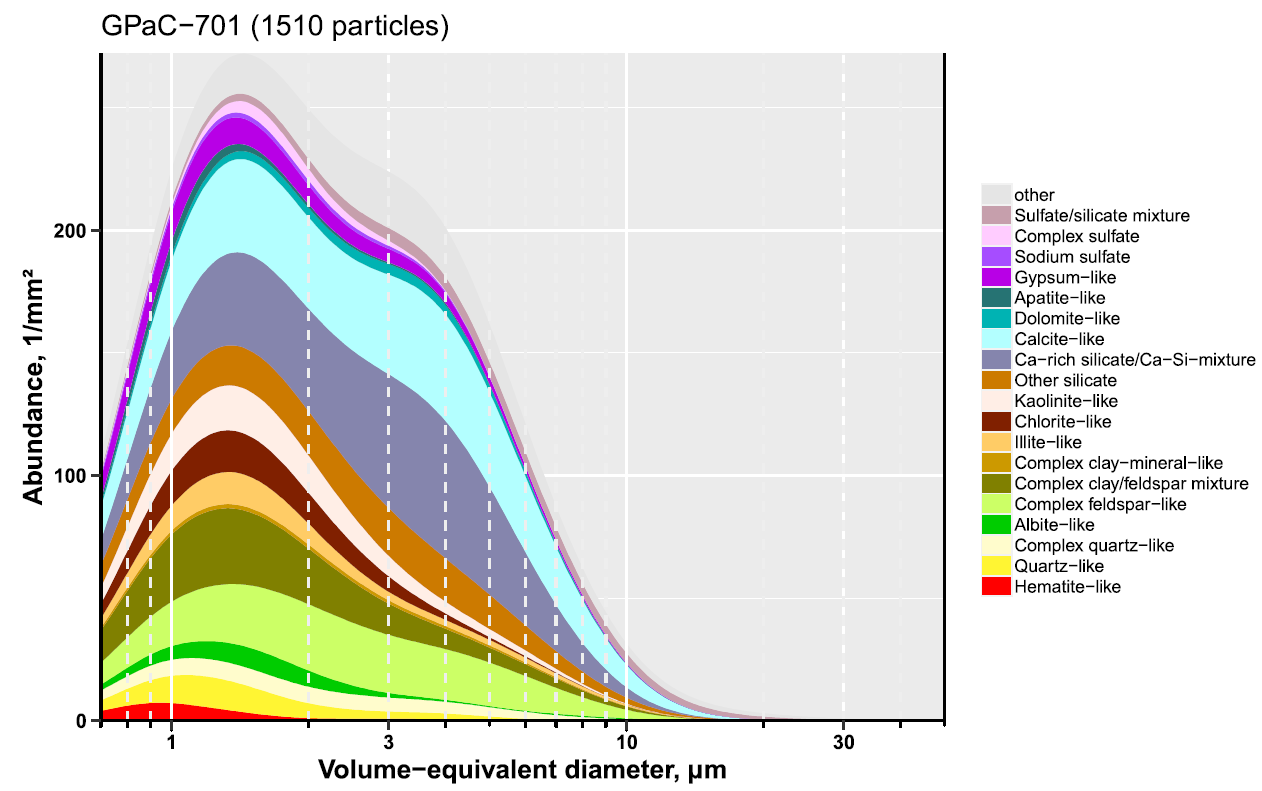 GPaC−701 (1510 particles)
Abundance, 1/mm²
200
100
0
1
3
10
30
Volume−equivalent diameter, µm
other
Sulfate/silicate mixture
Complex sulfate
Sodium sulfate
Gypsum−like
Apatite−like
Dolomite−like
Calcite−like
Ca−rich silicate/Ca−Si−mixture
Other silicate
Kaolinite−like
Chlorite−like
Illite−like
Complex clay−mineral−like
Complex clay/feldspar mixture
Complex feldspar−like
Albite−like
Complex quartz−like
Quartz−like
Hematite−like